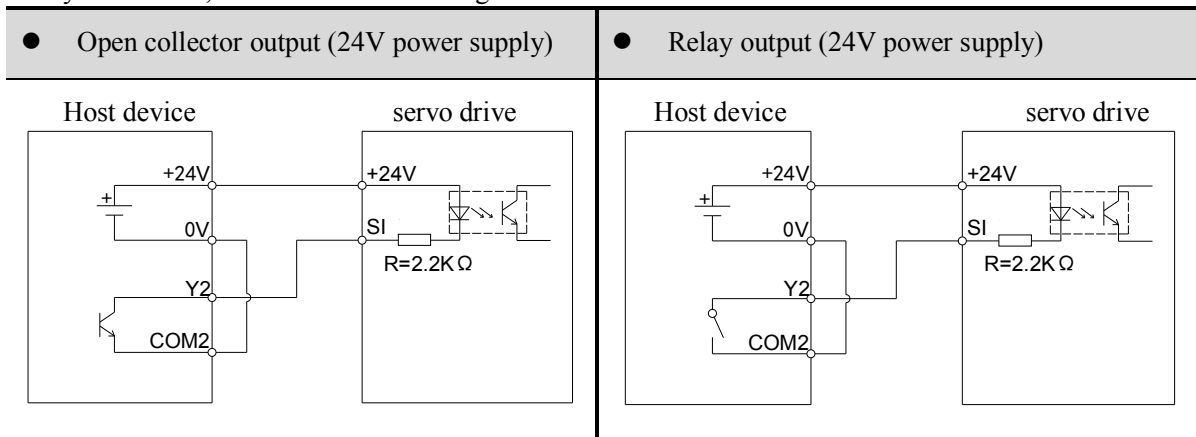 ● Open collector output (24V power supply)
● Relay output (24V power supply)
Host device
servo drive
+24V
+24V
+
0V
SI
R=2.2KΩ
Y2
COM2
Host device
servo drive
+24V
+24V
+
0V
SI
R=2.2KΩ
Y2
COM2